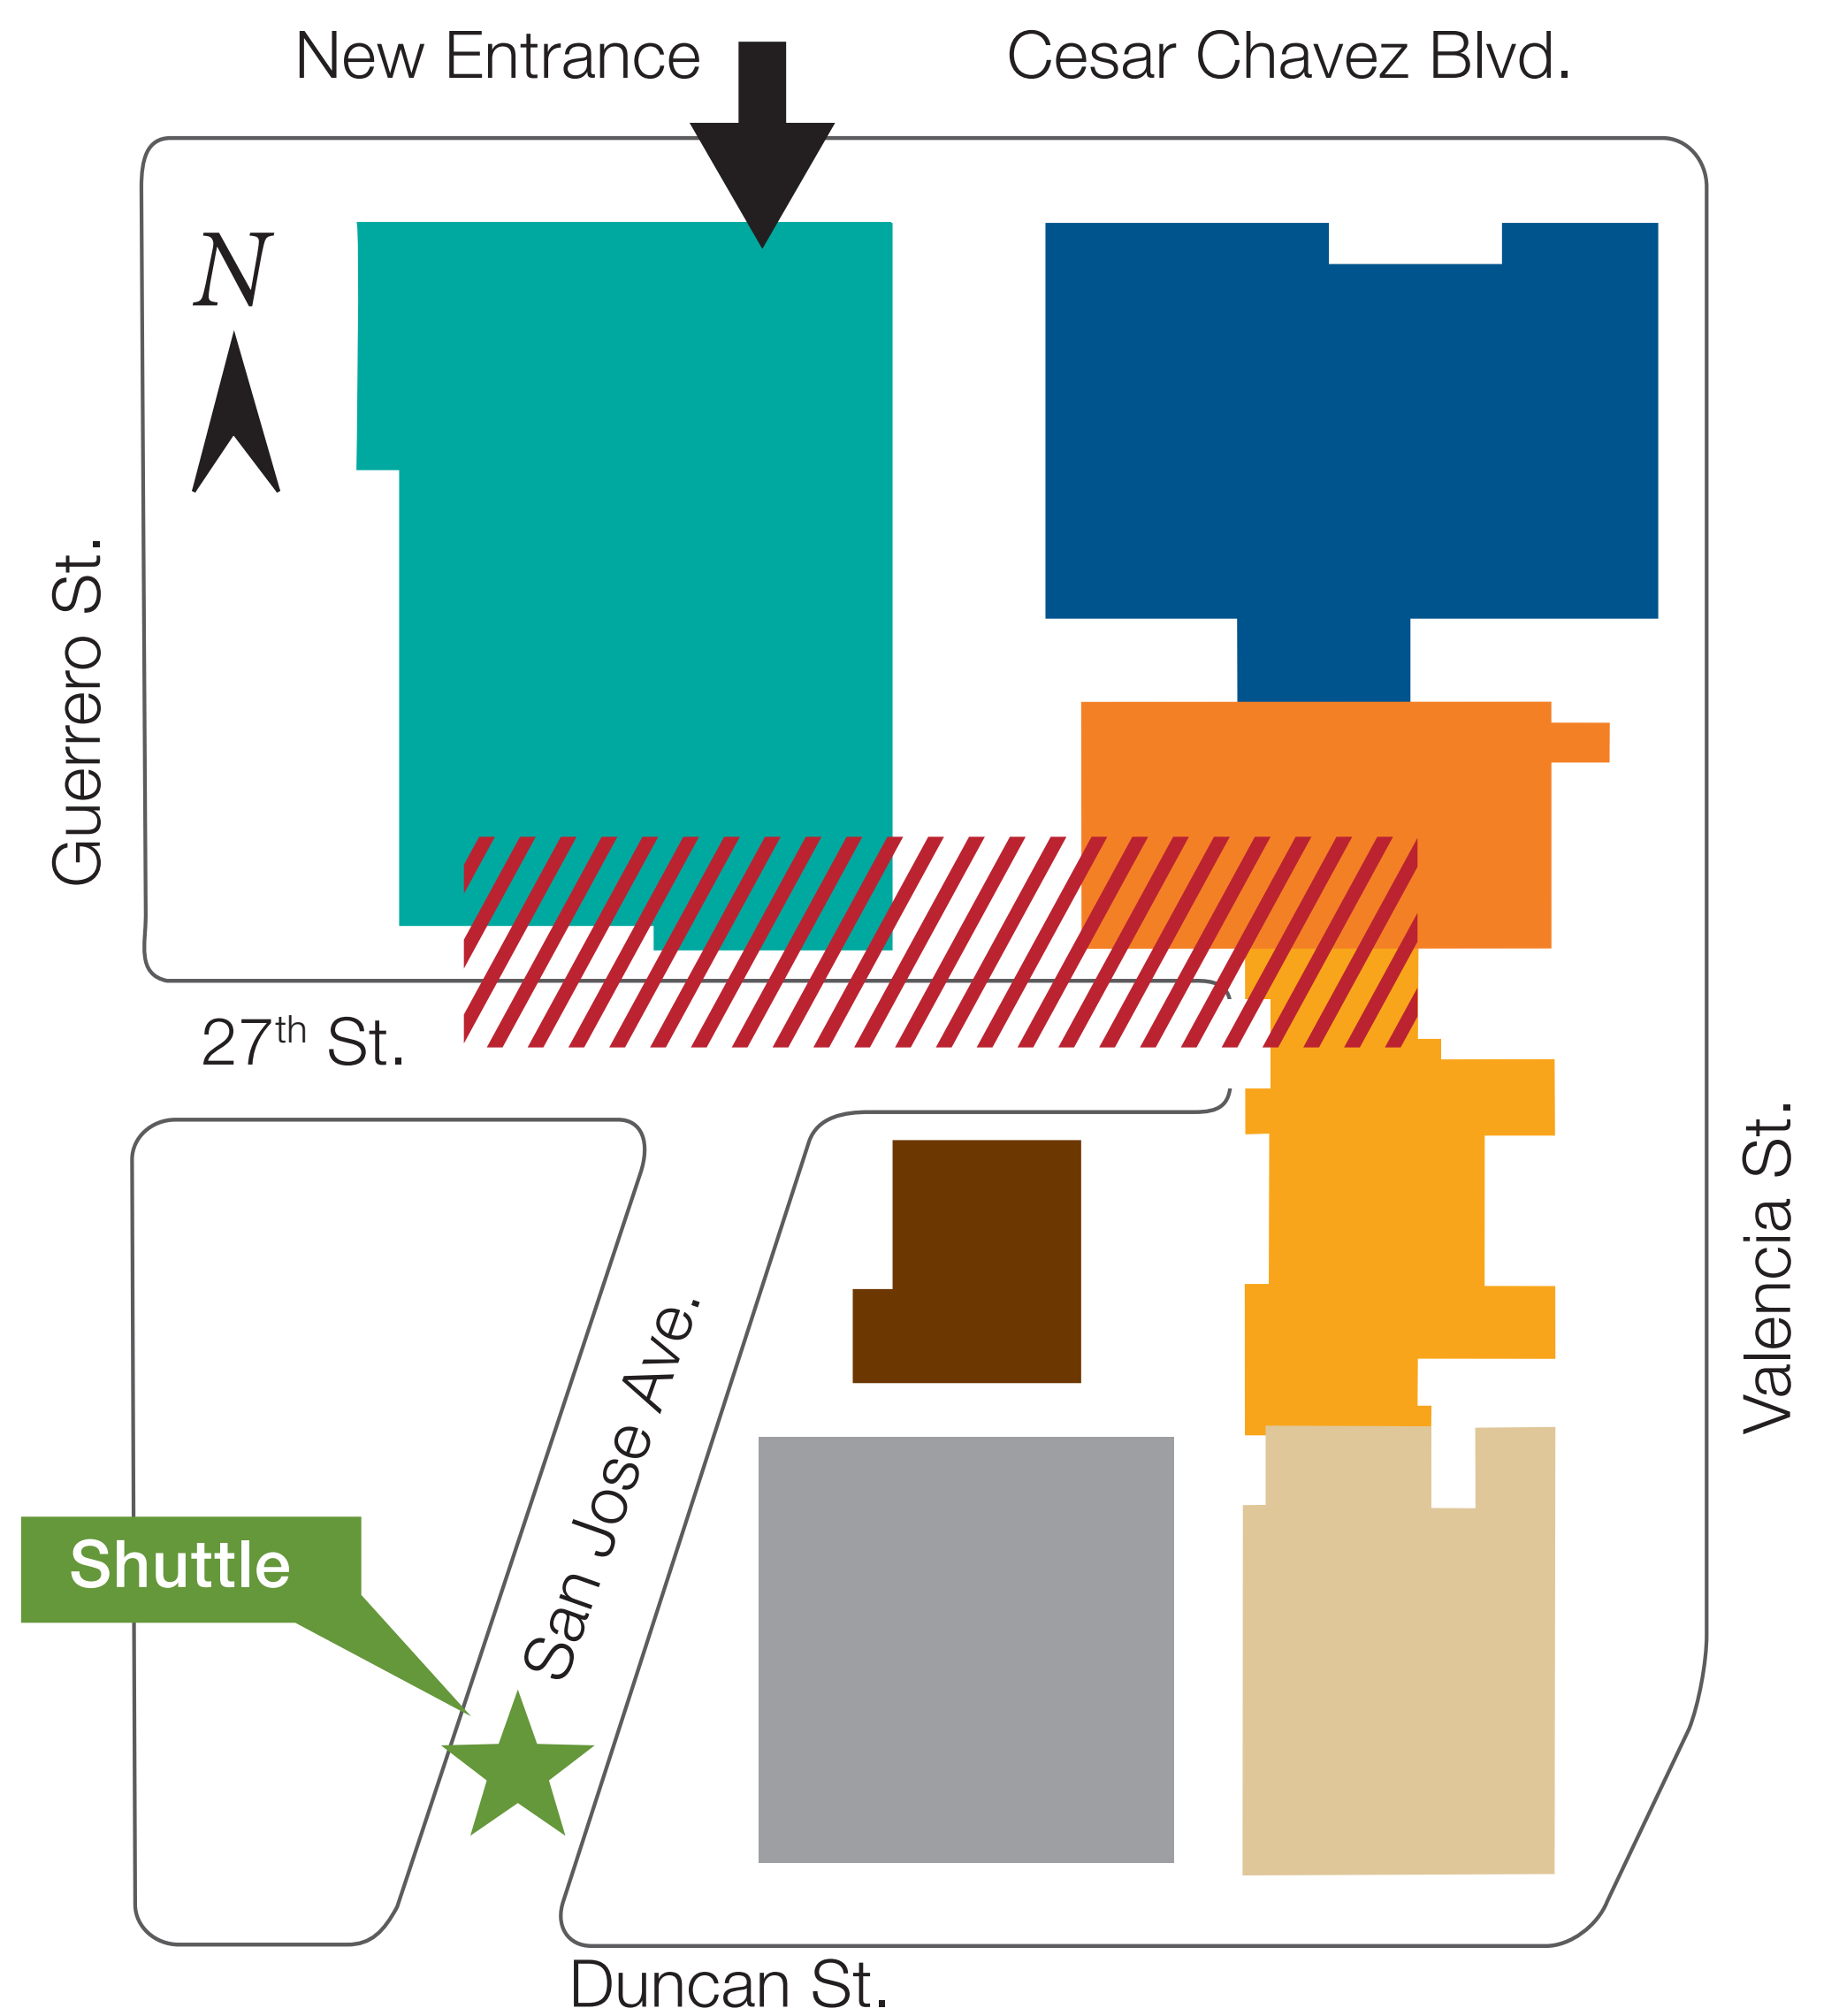 New Entrance
Cesar Chavez Blvd.
N
Guerrero St.
27th St.
San Jose Ave.
Valencia St.
Shuttle
Duncan St.